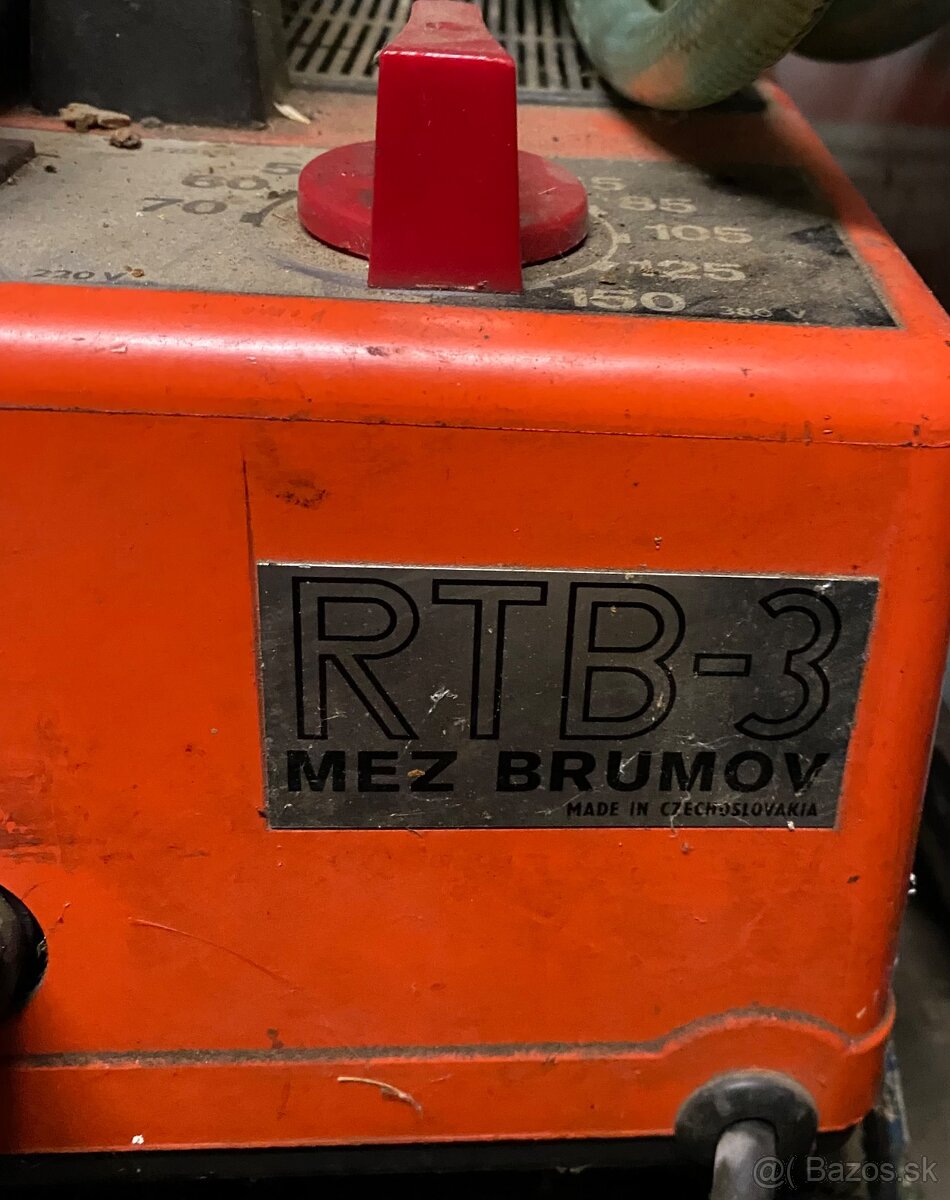 60
70
220 V
85
105
125
150
380 V
RTB-3
MEZ BRUMOV
MADE IN CZECHOSLOVAKIA
@( Bazos.sk